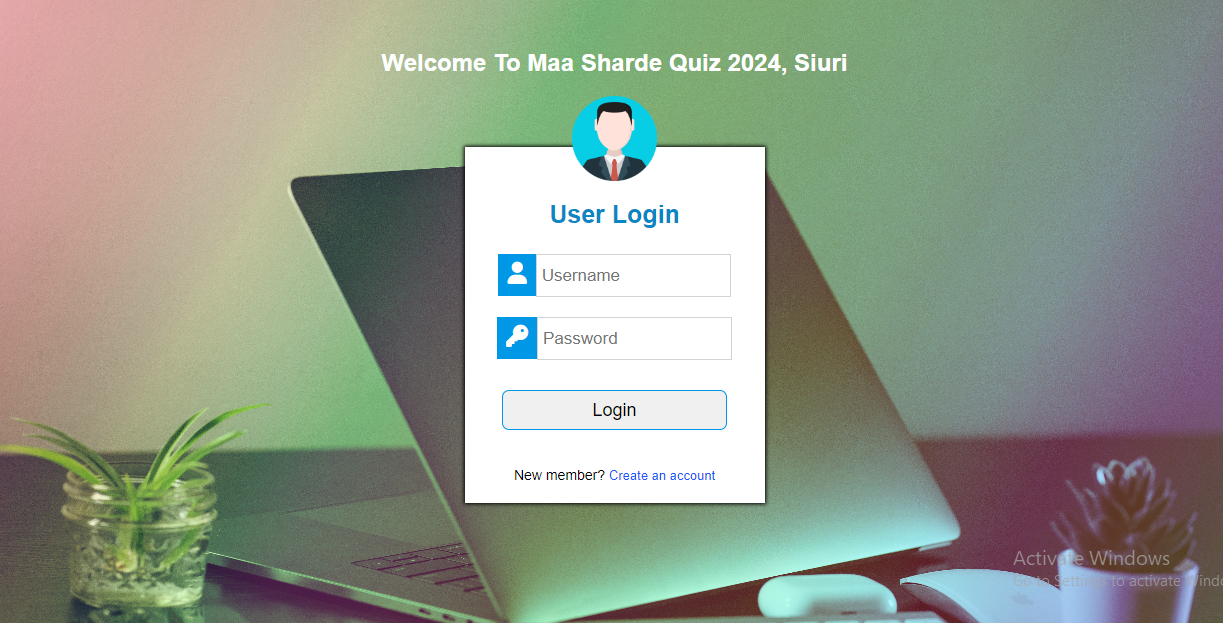 Welcome To Maa Sharde Quiz 2024, Siuri
User Login
Username
Password
Login
New member? Create an account
Activate Windows
Go to Settings to activate Windo